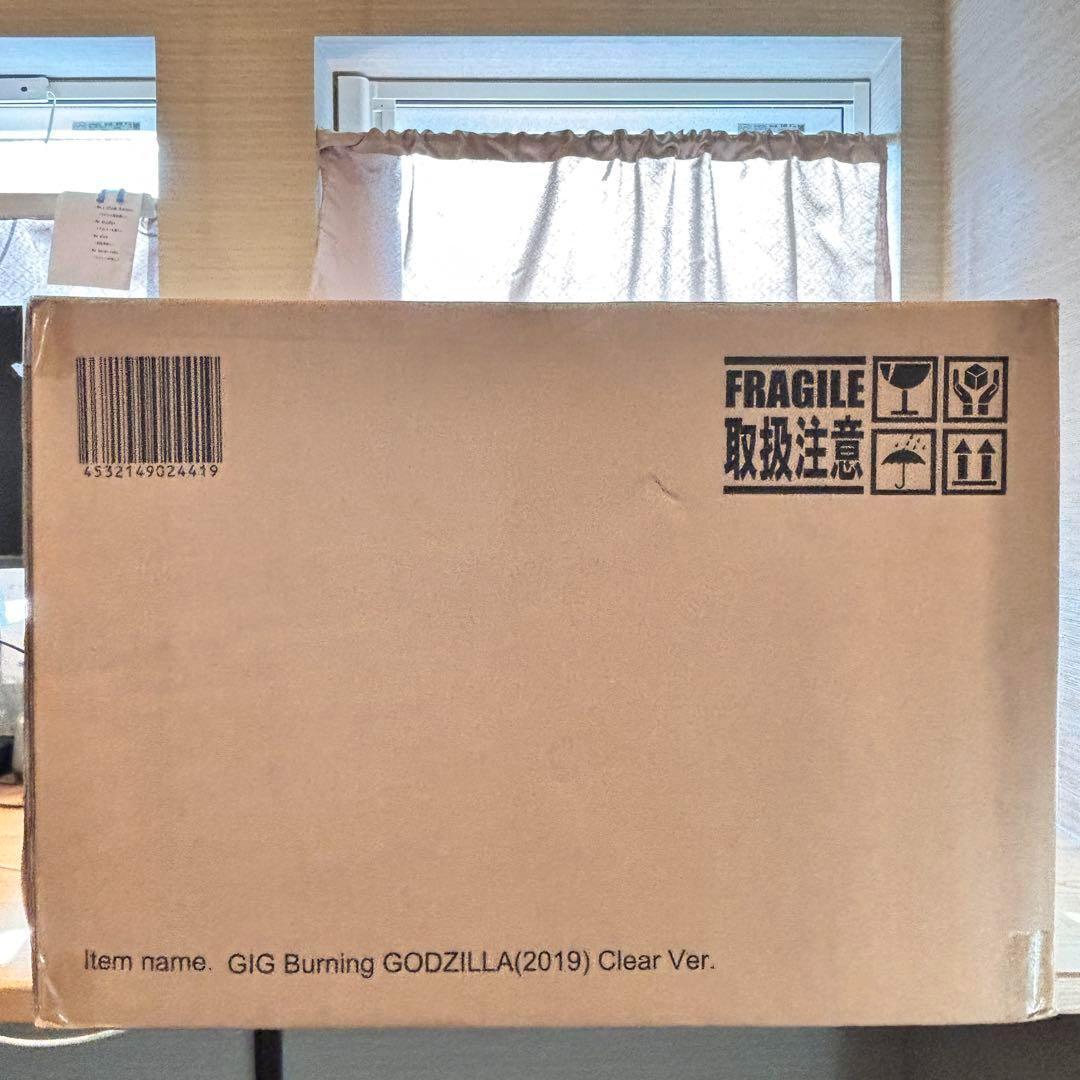 4532149024419
FRAGILE
取扱注意
Item name. GIG Burning GODZILLA(2019) Clear Ver.